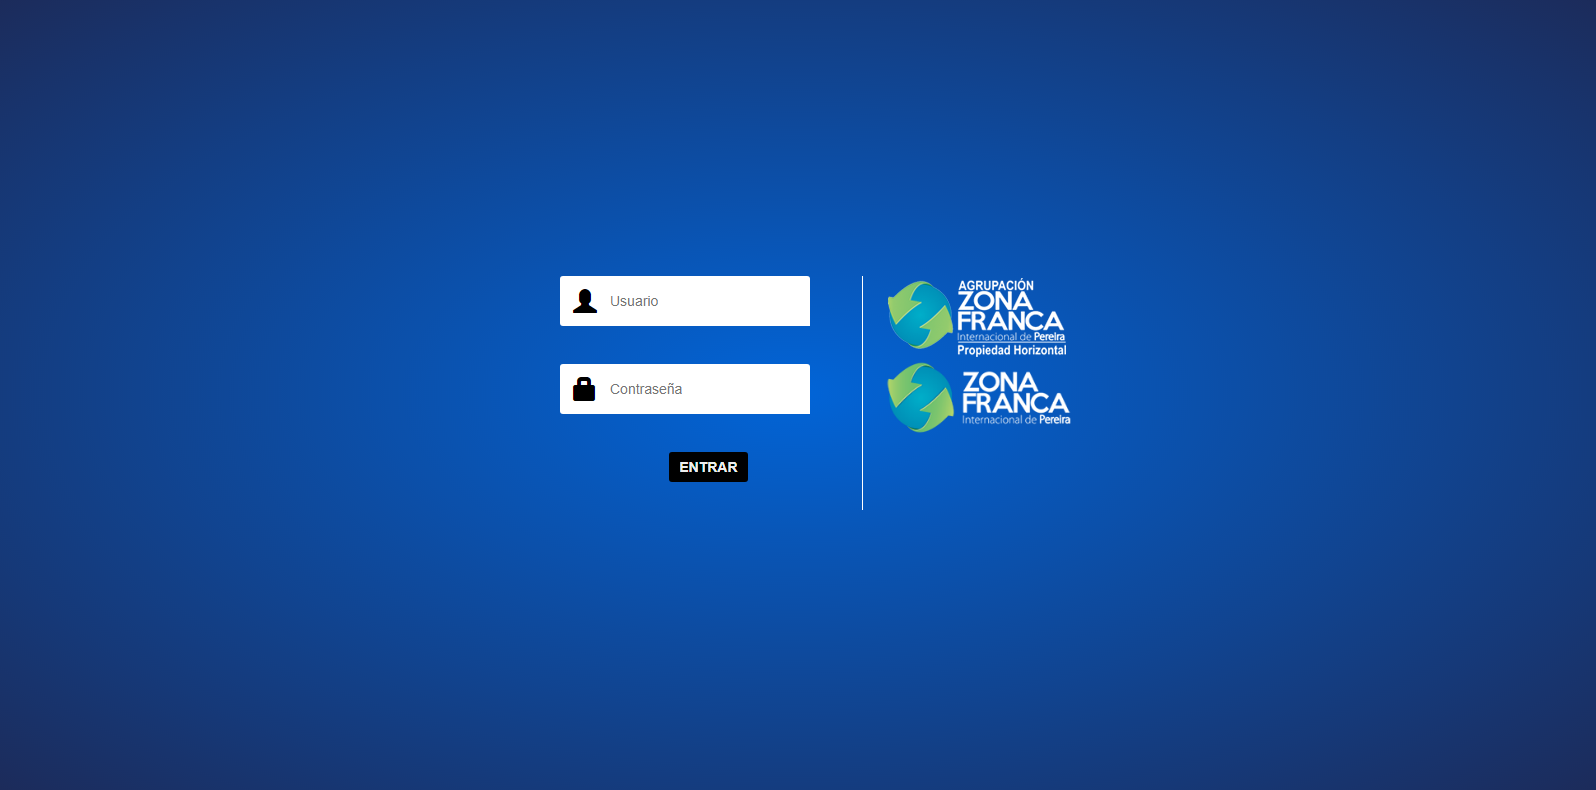 Usuario
Contraseña
ENTRAR
AGRUPACIÓN
ZONA
FRANCA
Internacional de Pereira
Propiedad Horizontal
ZONA
FRANCA
Internacional de Pereira